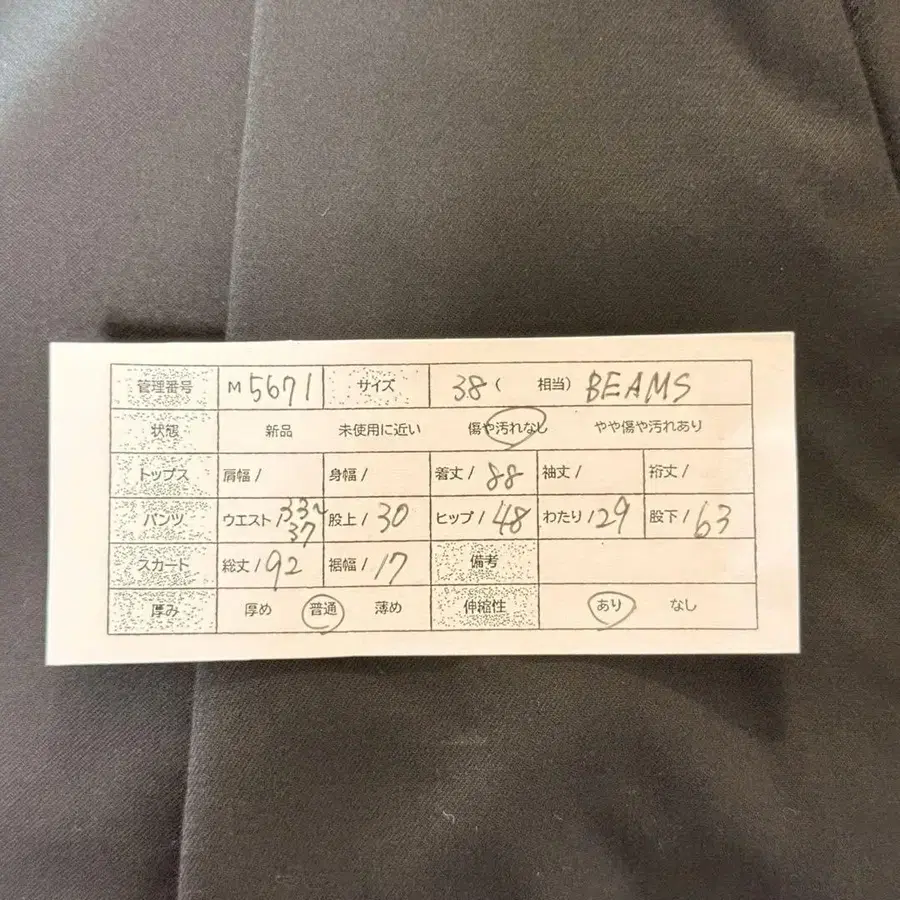 管理番号 M 5671 サイズ 38 ( 相当) BEAMS
状態 新品 未使用に近い 傷や汚れなし やや傷や汚れあり
トップス 肩幅 / 身幅 / 着丈 / 88 袖丈 / 裄丈 /
パンツ ウエスト / 33~37 股上 / 30 ヒップ / 48 わたり / 29 股下 / 63
スカート 総丈 / 92 裾幅 / 17 備考
厚み 厚め 普通 薄め 伸縮性 あり なし